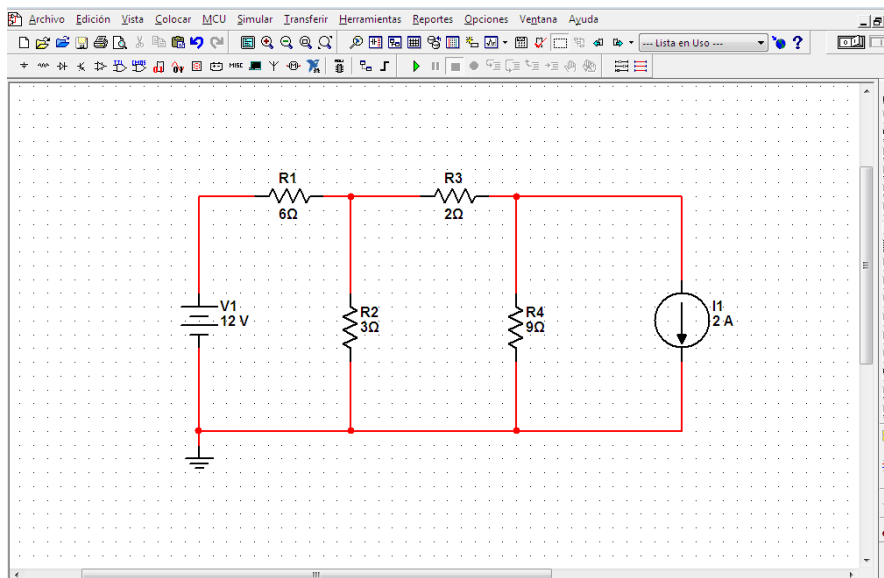 Archivo Edición Vista Colocar MCU Simular Transferir Herramientas Reportes Opciones Ventana Ayuda
--- Lista en Uso ---
MISC
R1
6Ω
R3
2Ω
V1
12 V
R2
3Ω
R4
9Ω
I1
2 A